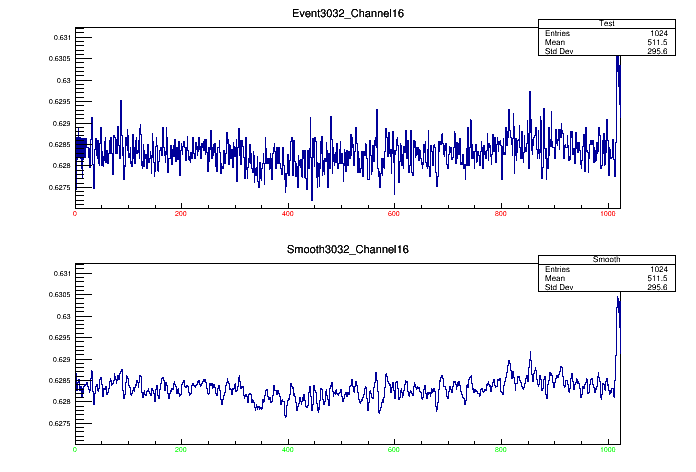 Event3032_Channel16
Test
Entries 1024
Mean 511.5
Std Dev 295.6
0.631
0.6305
0.63
0.6295
0.629
0.6285
0.628
0.6275
0 200 400 600 800 1000
Smooth3032_Channel16
Smooth
Entries 1024
Mean 511.5
Std Dev 295.6
0.631
0.6305
0.63
0.6295
0.629
0.6285
0.628
0.6275
0 200 400 600 800 1000